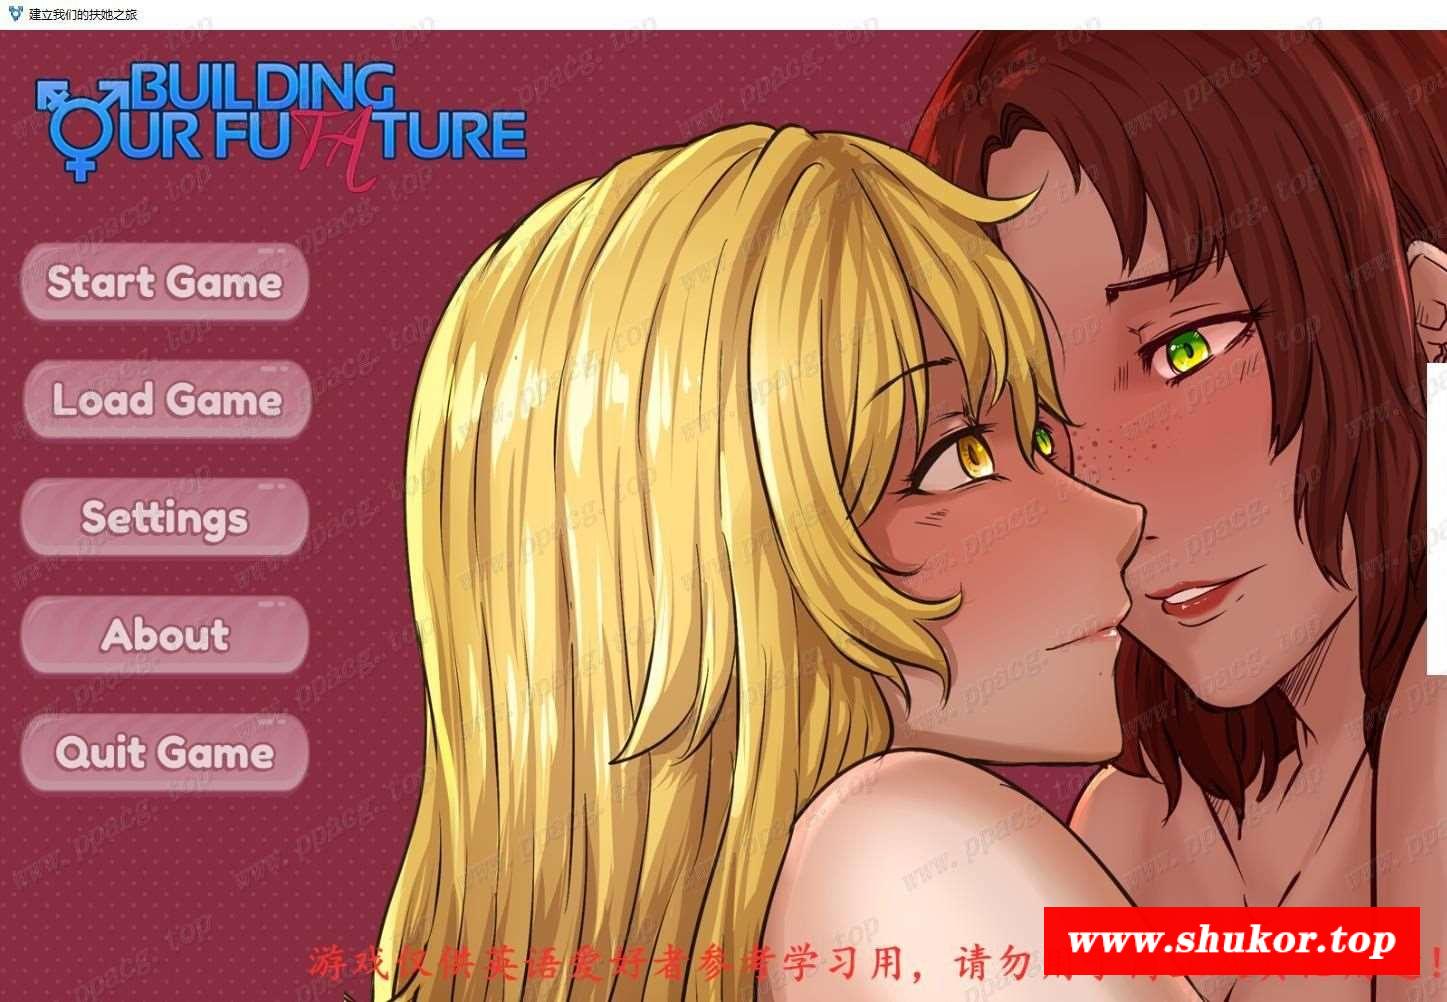 建立我们的扶她之旅
BUILDING
OUR FUTATURE
Start Game
Load Game
Settings
About
Quit Game
www.ppacg.top
游戏仅供英语爱好者参考学习用，请勿
www.shukor.top